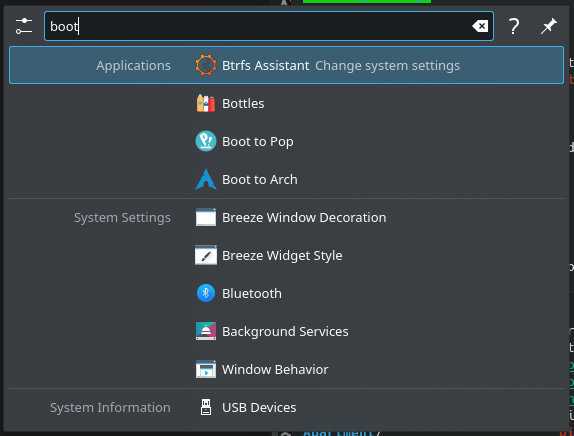 boot
?
Applications Btrfs Assistant Change system settings
Bottles
Boot to Pop
Boot to Arch
System Settings Breeze Window Decoration
Breeze Widget Style
Bluetooth
Background Services
Window Behavior
System Information USB Devices